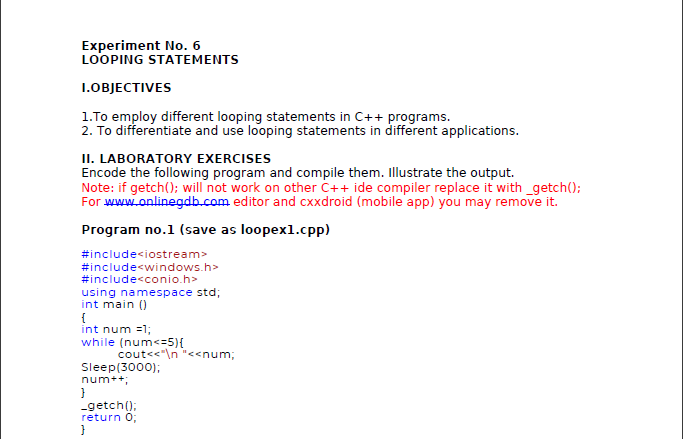 Experiment No. 6
LOOPING STATEMENTS
I.OBJECTIVES
1.To employ different looping statements in C++ programs.
2. To differentiate and use looping statements in different applications.
II. LABORATORY EXERCISES
Encode the following program and compile them. Illustrate the output.
Note: if getch(); will not work on other C++ ide compiler replace it with _getch();
For www.onlinegdb.com editor and cxxdroid (mobile app) you may remove it.
Program no.1 (save as loopex1.cpp)
#include<iostream>
#include<windows.h>
#include<conio.h>
using namespace std;
int main ()
{
int num =1;
while (num<=5){
cout<<"\n "<<num;
Sleep(3000);
num++;
}
_getch();
return 0;
}